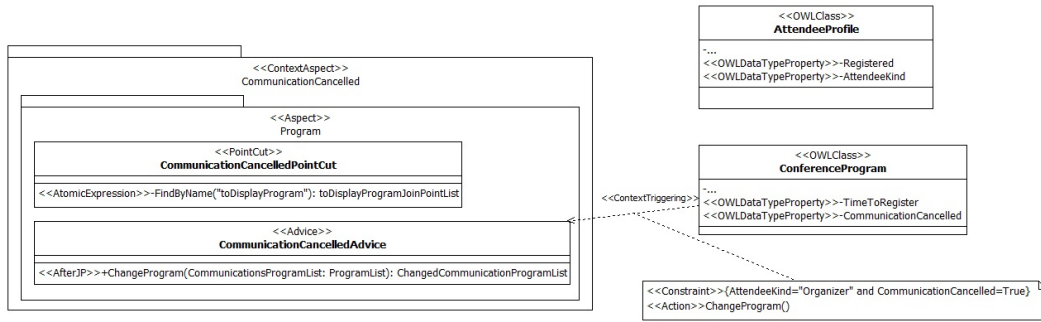 <<ContextAspect>>
CommunicationCancelled
<<Aspect>>
Program
<<PointCut>>
CommunicationCancelledPointCut
<<AtomicExpression>>-FindByName("toDisplayProgram"): toDisplayProgramJoinPointList
<<Advice>>
CommunicationCancelledAdvice
<<AfterJP>>+ChangeProgram(CommunicationsProgramList: ProgramList): ChangedCommunicationProgramList
<<OWLClass>>
AttendeeProfile
-...
<<OWLDataTypeProperty>>-Registered
<<OWLDataTypeProperty>>-AttendeeKind
<<OWLClass>>
ConferenceProgram
-...
<<OWLDataTypeProperty>>-TimeToRegister
<<OWLDataTypeProperty>>-CommunicationCancelled
<<ContextTriggering>>
<<Constraint>>{AttendeeKind="Organizer" and CommunicationCancelled=True}
<<Action>>ChangeProgram()